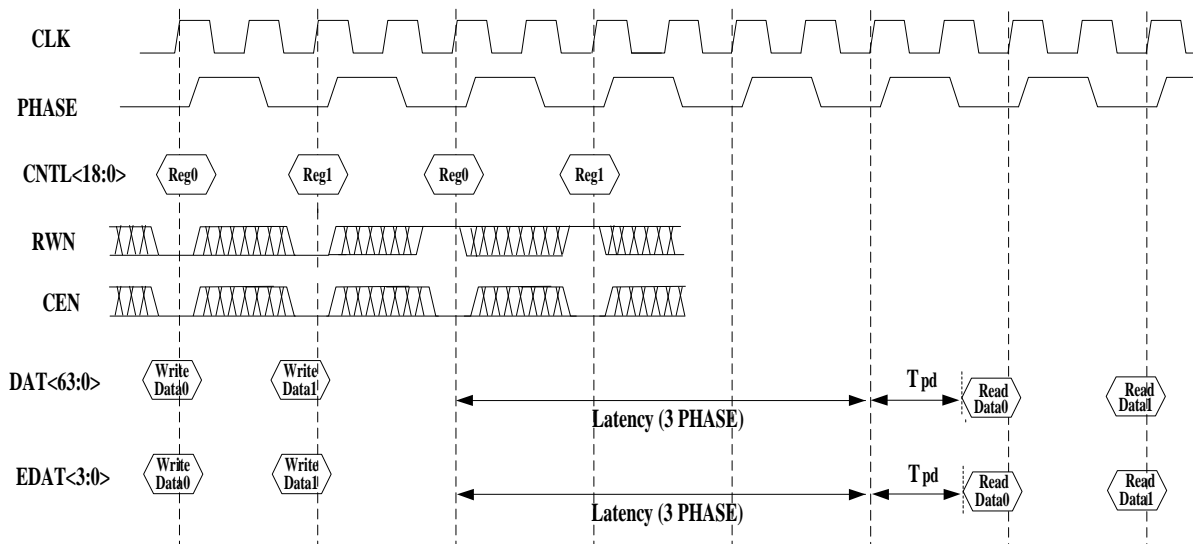 CLK
PHASE
CNTL<18:0>
Reg0
Reg1
Reg0
Reg1
RWN
CEN
DAT<63:0>
Write
Data0
Write
Data1
Latency (3 PHASE)
Tpd
Read
Data0
Read
Data1
EDAT<3:0>
Write
Data0
Write
Data1
Latency (3 PHASE)
Tpd
Read
Data0
Read
Data1